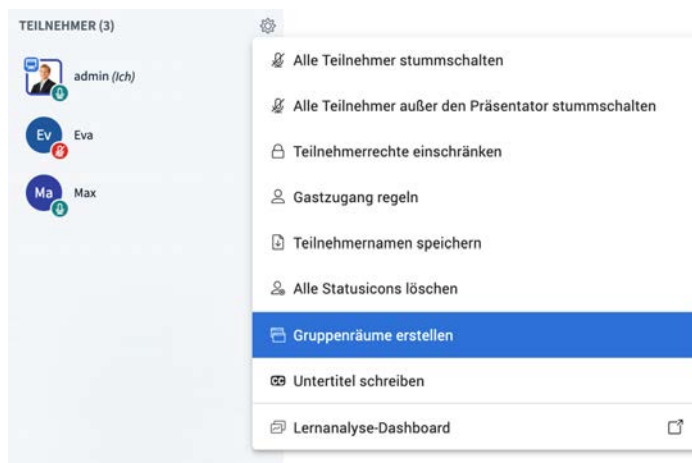 TEILNEHMER (3)
admin (Ich)
Ev Eva
Ma Max
Alle Teilnehmer stummschalten
Alle Teilnehmer außer den Präsentator stummschalten
Teilnehmerrechte einschränken
Gastzugang regeln
Teilnehmernamen speichern
Alle Statusicons löschen
Gruppenräume erstellen
CC Untertitel schreiben
Lernanalyse-Dashboard